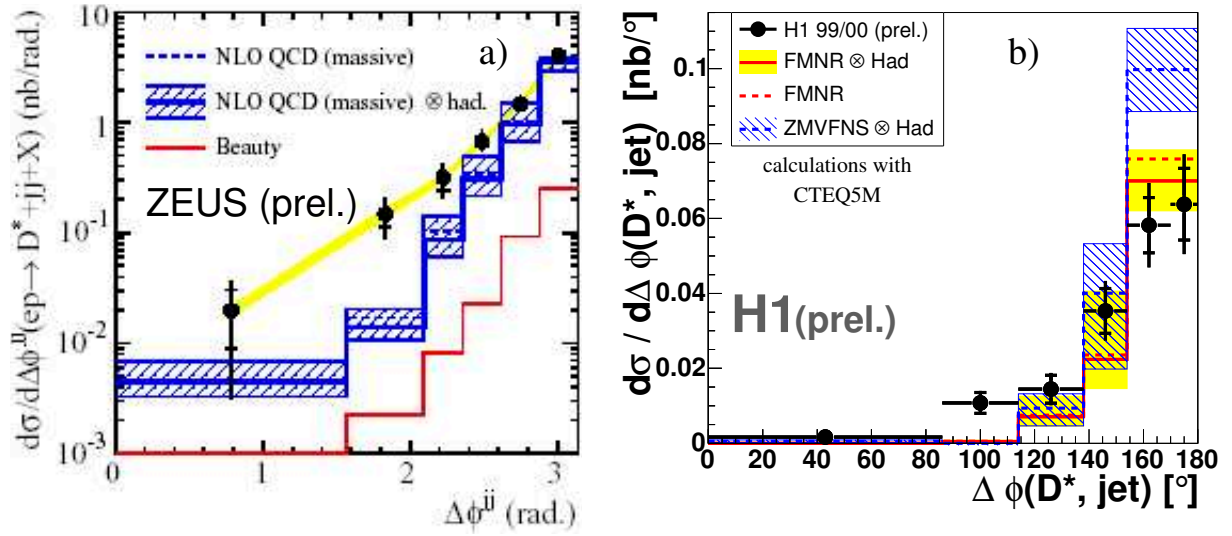 dσ/dΔϕ^jj(ep→ D*+jj+X) (nb/rad.)
10
1
10^-1
10^-2
10^-3
a)
NLO QCD (massive)
NLO QCD (massive) ⊗ had.
Beauty
ZEUS (prel.)
0
1
2
3
Δϕ^jj (rad.)
dσ / dΔ ϕ(D*, jet) [nb/°]
0.1
0.08
0.06
0.04
0.02
0
b)
H1 99/00 (prel.)
FMNR ⊗ Had
FMNR
ZMVFNS ⊗ Had
calculations with
CTEQ5M
H1(prel.)
0 20 40 60 80 100 120 140 160 180
Δ ϕ(D*, jet) [°]